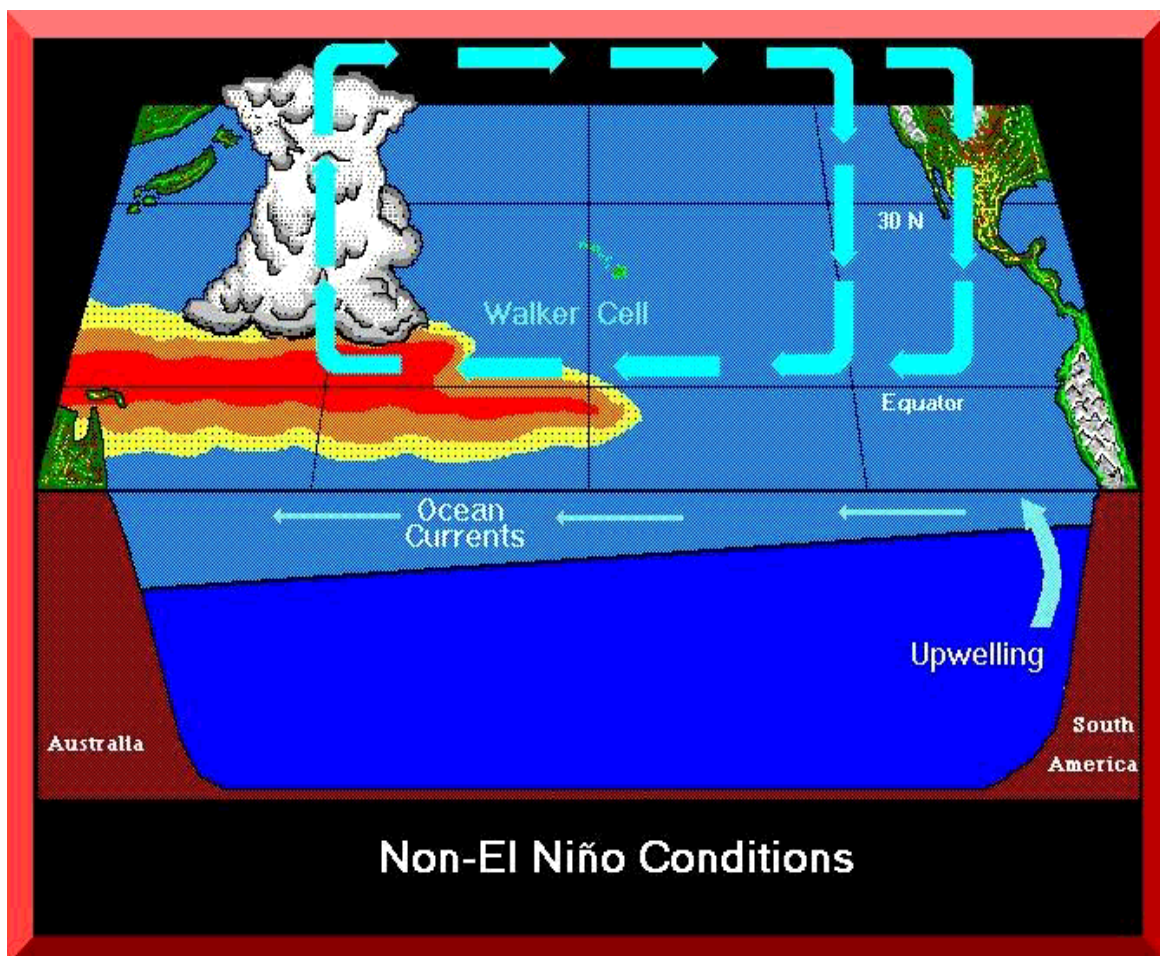 30 N
Walker Cell
Equator
Ocean
Currents
Upwelling
Australia
South
America
Non-El Niño Conditions